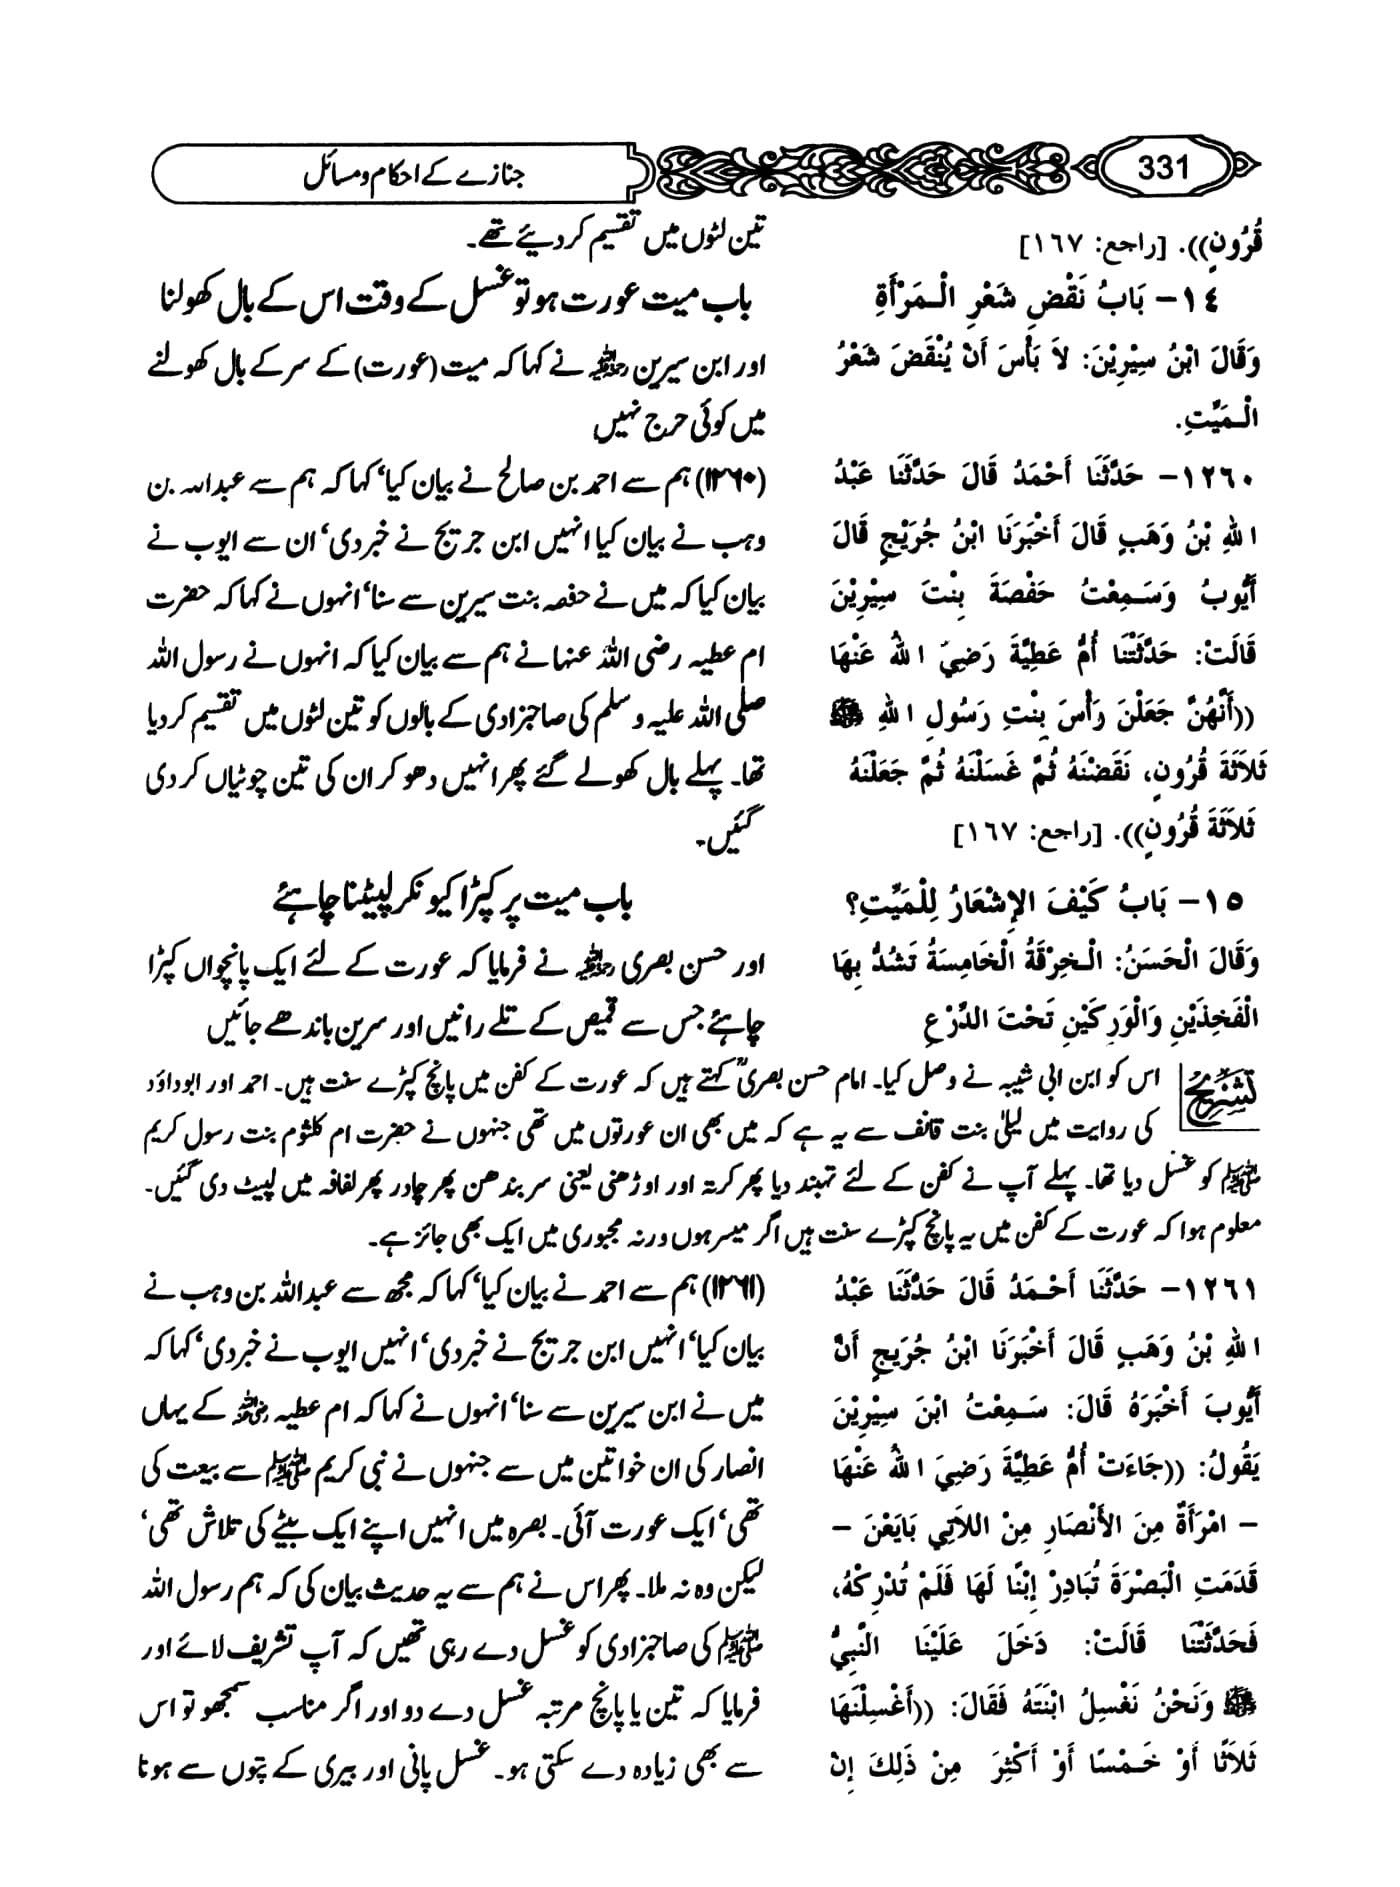 331
جنازے کے احکام و مسائل
قُرُونٍ)). [راجع: ١٦٧]
١٤- بَابُ نَقْضِ شَعْرِ الْـمَرْأَةِ
وَقَالَ ابْنُ سِيْرِيْنَ: لاَ بَأْسَ أَنْ يُنْقَضَ شَعْرُ
الْـمَيِّتِ.
١٢٦٠- حَدَّثَنَا أَحْمَدُ قَالَ حَدَّثَنَا عَبْدُ
اللهِ بْنُ وَهَبٍ قَالَ أَخْبَرَنَا ابْنُ جُرَيْجٍ قَالَ
أَيُّوبُ وَسَمِعْتُ حَفْصَةَ بِنْتَ سِيْرِيْنَ
قَالَتْ: حَدَّثَتْنَا أُمُّ عَطِيَّةَ رَضِيَ اللهُ عَنْهَا
((أَنَّهُنَّ جَعَلْنَ رَأْسَ بِنْتِ رَسُولِ اللهِ ﷺ
ثَلاَثَةَ قُرُونٍ، نَقَضْنَهُ ثُمَّ غَسَلْنَهُ ثُمَّ جَعَلْنَهُ
ثَلاَثَةَ قُرُونٍ)). [راجع: ١٦٧]
تین لٹوں میں تقسیم کر دیئے تھے۔
باب میت عورت ہو تو غسل کے وقت اس کے بال کھولنا
اور ابن سیرین رحمہ اللہ نے کہا کہ میت (عورت) کے سر کے بال کھولنے
میں کوئی حرج نہیں
(۱۲۶۰) ہم سے احمد بن صالح نے بیان کیا‘ کہا کہ ہم سے عبداللہ بن
وہب نے بیان کیا انہیں ابن جریج نے خبر دی‘ ان سے ایوب نے
بیان کیا کہ میں نے حفصہ بنت سیرین سے سنا‘ انہوں نے کہا کہ حضرت
ام عطیہ رضی اللہ عنہا نے ہم سے بیان کیا کہ انہوں نے رسول اللہ
صلی اللہ علیہ و سلم کی صاحبزادی کے بالوں کو تین لٹوں میں تقسیم کر دیا
تھا۔ پہلے بال کھولے گئے پھر انہیں دھو کر ان کی تین چوٹیاں کر دی
گئیں۔
١٥- بَابُ كَيْفَ الإِشْعَارُ لِلْمَيِّتِ؟
وَقَالَ الْحَسَنُ: الْـخِرْقَةُ الْخَامِسَةُ تَشُدُّ بِهَا
الْفَخِذَيْنِ وَالْوَرِكَيْنِ تَحْتَ الدِّرْعِ
باب میت پر کپڑا کیونکر لپیٹنا چاہئے
اور حسن بصری رحمہ اللہ نے فرمایا کہ عورت کے لئے ایک پانچواں کپڑا
چاہئے جس سے قمیص کے تلے رانیں اور سرین باندھے جائیں
تشریح اس کو ابن ابی شیبہ نے وصل کیا۔ امام حسن بصریؒ کہتے ہیں کہ عورت کے کفن میں پانچ کپڑے سنت ہیں۔ احمد اور ابوداؤد
کی روایت میں لیلیٰ بنت قانف سے یہ ہے کہ میں بھی ان عورتوں میں تھی جنہوں نے حضرت ام کلثوم بنت رسول کریم
ﷺ کو غسل دیا تھا۔ پہلے آپ نے کفن کے لئے تہبند دیا پھر کرتہ اور اوڑھنی یعنی سر بندھن پھر چادر پھر لفافہ میں لپیٹ دی گئیں۔
معلوم ہوا کہ عورت کے کفن میں یہ پانچ کپڑے سنت ہیں اگر میسر ہوں ورنہ مجبوری میں ایک بھی جائز ہے۔
١٢٦١- حَدَّثَنَا أَحْـمَدُ قَالَ حَدَّثَنَا عَبْدُ
اللهِ بْنُ وَهَبٍ قَالَ أَخْبَرَنَا ابْنُ جُرَيجٍ أَنَّ
أَيُّوبَ أَخْبَرَهُ قَالَ: سَـمِعْتُ ابْنَ سِيْرِيْنَ
يَقُولُ: ((جَاءَتْ أُمُّ عَطِيَّةَ رَضِيَ اللهُ عَنْهَا
– امْرَأَةٌ مِنَ الأَنْصَارِ مِنْ اللاَّتِي بَايَعْنَ –
قَدَمَتِ الْبَصْرَةَ تُبَادِرُ إِبْنًا لَهَا فَلَمْ تُدْرِكْهُ،
فَحَدَّثَتْنَا قَالَتْ: دَخَلَ عَلَيْنَا النَّبِيُّ
ﷺ وَنَحْنُ نَغْسِلُ ابْنَتَهُ فَقَالَ: ((أَغْسِلْنَهَا
ثَلاَثًا أَوْ خَـمْسًا أَوْ أَكْثَرَ مِنْ ذَلِكَ إِنْ
(۱۲۶۱) ہم سے احمد نے بیان کیا‘ کہا کہ مجھ سے عبداللہ بن وہب نے
بیان کیا‘ انہیں ابن جریج نے خبر دی‘ انہیں ایوب نے خبر دی‘ کہا کہ
میں نے ابن سیرین سے سنا‘ انہوں نے کہا کہ ام عطیہ رضی اللہ عنہا کے یہاں
انصار کی ان خواتین میں سے جنہوں نے نبی کریم ﷺ سے بیعت کی
تھی‘ ایک عورت آئی۔ بصرہ میں انہیں اپنے ایک بیٹے کی تلاش تھی‘
لیکن وہ نہ ملا۔ پھر اس نے ہم سے یہ حدیث بیان کی کہ ہم رسول اللہ
ﷺ کی صاحبزادی کو غسل دے رہی تھیں کہ آپ تشریف لائے اور
فرمایا کہ تین یا پانچ مرتبہ غسل دے دو اور اگر مناسب سمجھو تو اس
سے بھی زیادہ دے سکتی ہو۔ غسل پانی اور بیری کے پتوں سے ہونا